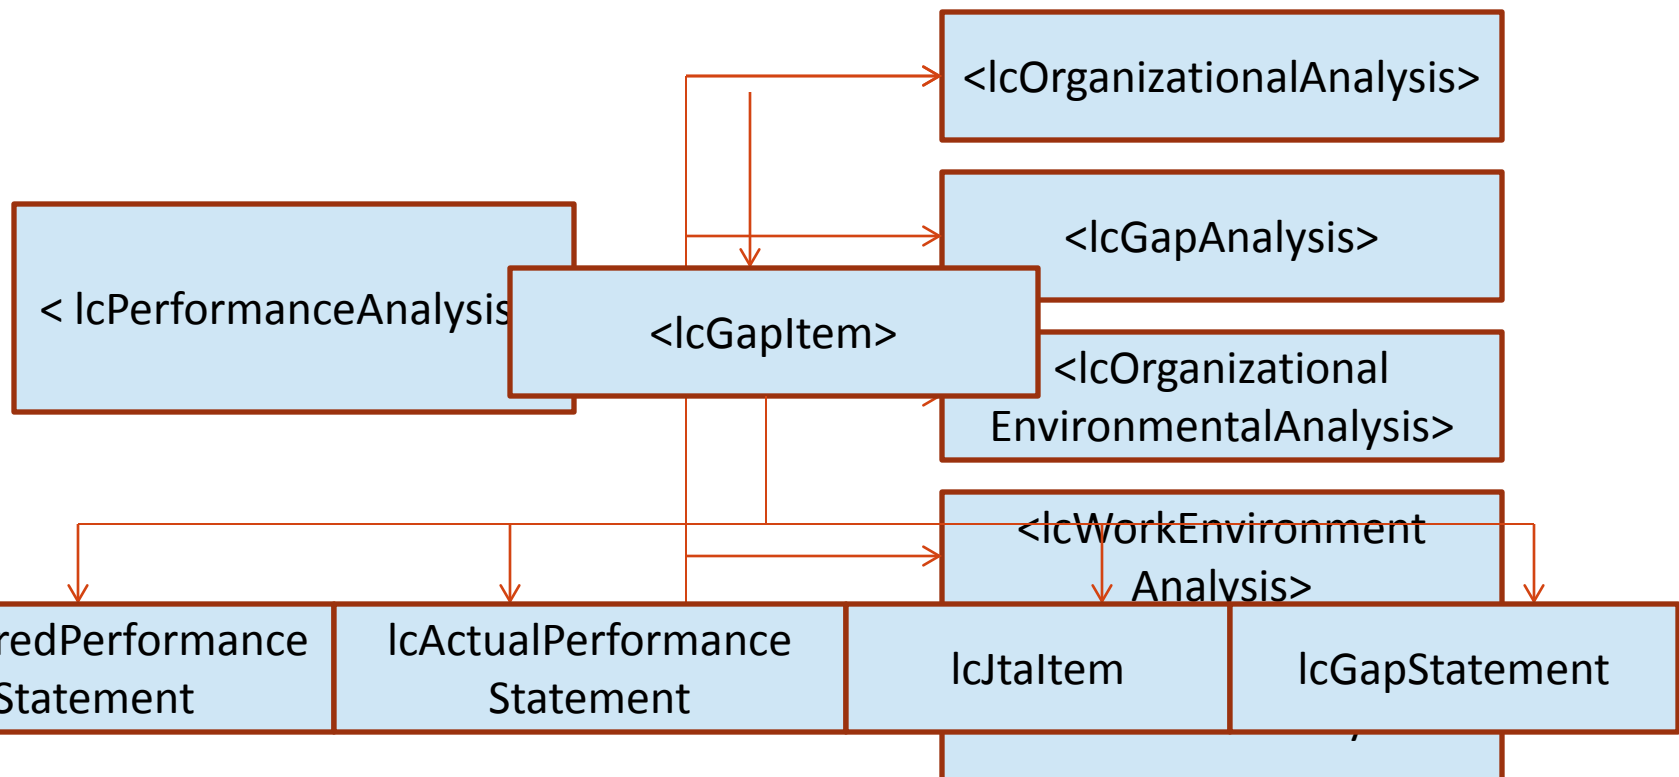 <lcOrganizationalAnalysis>
<lcGapAnalysis>
< lcPerformanceAnalysis
<lcGapItem>
<lcOrganizational
EnvironmentalAnalysis>
<lcWorkEnvironment
Analysis>
redPerformance
Statement
lcActualPerformance
Statement
lcJtaItem
lcGapStatement